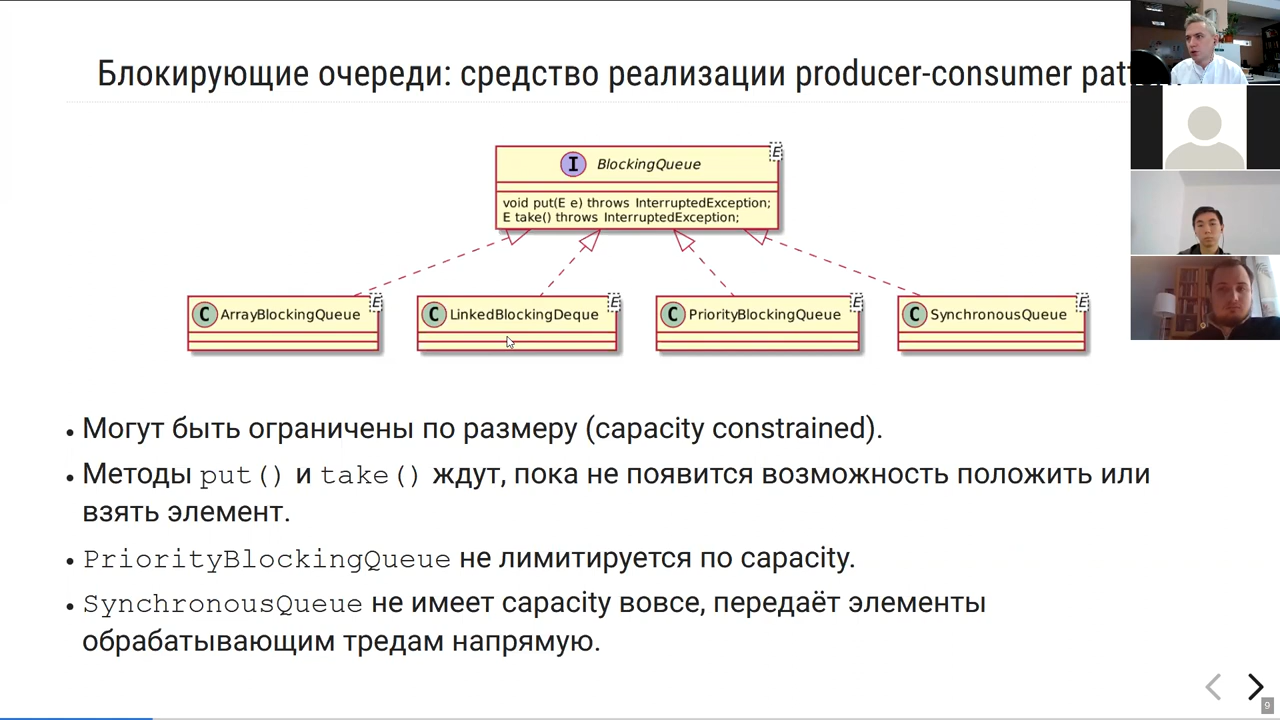 Блокирующие очереди: средство реализации producer-consumer
I BlockingQueue E
void put(E e) throws InterruptedException;
E take() throws InterruptedException;
C ArrayBlockingQueue E
C LinkedBlockingDeque E
C PriorityBlockingQueue E
C SynchronousQueue E
• Могут быть ограничены по размеру (capacity constrained).
• Методы put() и take() ждут, пока не появится возможность положить или
взять элемент.
• PriorityBlockingQueue не лимитируется по capacity.
• SynchronousQueue не имеет capacity вовсе, передаёт элементы
обрабатывающим тредам напрямую.
9